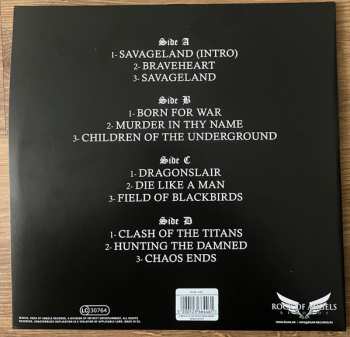 Side A
1- SAVAGELAND (INTRO)
2- BRAVEHEART
3- SAVAGELAND
Side B
1- BORN FOR WAR
2- MURDER IN THY NAME
3- CHILDREN OF THE UNDERGROUND
Side C
1- DRAGONSLAIR
2- DIE LIKE A MAN
3- FIELD OF BLACKBIRDS
Side D
1- CLASH OF THE TITANS
2- HUNTING THE DAMNED
3- CHAOS ENDS
LC 30764
ROCK OF ANGELS